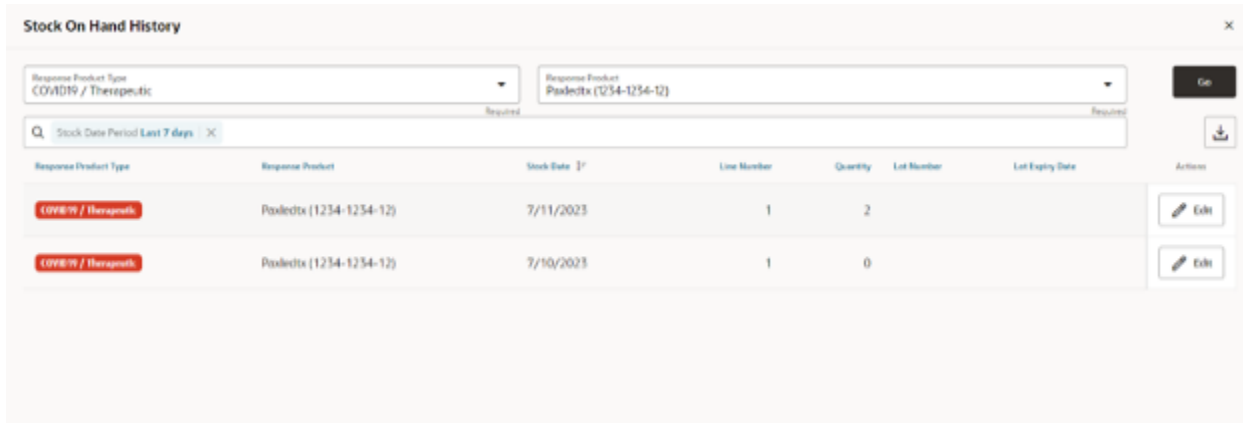 Stock On Hand History
Response Product Type
COVID19 / Therapeutic
Response Product
Paxledtx (1234-1234-12)
Go
Required
Required
Stock Date Period Last 7 days
Response Product Type Response Product Stock Date Line Number Quantity Lot Number Lot Expiry Date Actions
COVID19 / Therapeutic Paxledtx (1234-1234-12) 7/11/2023 1 2 Edit
COVID19 / Therapeutic Paxledtx (1234-1234-12) 7/10/2023 1 0 Edit